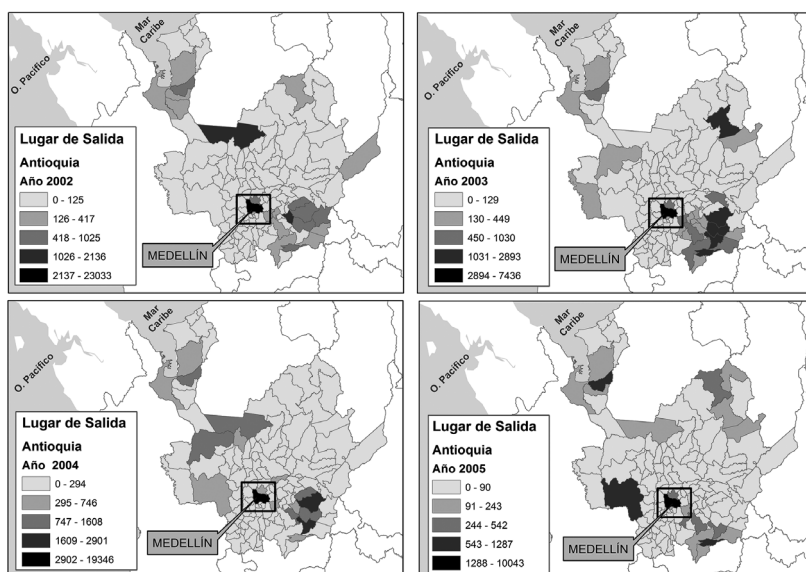 Mar
Caribe
O. Pacífico
Lugar de Salida
Antioquia
Año 2002
0 - 125
126 - 417
418 - 1025
1026 - 2136
2137 - 23033
MEDELLÍN
Mar
Caribe
O. Pacífico
Lugar de Salida
Antioquia
Año 2003
0 - 129
130 - 449
450 - 1030
1031 - 2893
2894 - 7436
MEDELLÍN
Mar
Caribe
O. Pacífico
Lugar de Salida
Antioquia
Año 2004
0 - 294
295 - 746
747 - 1608
1609 - 2901
2902 - 19346
MEDELLÍN
Mar
Caribe
O. Pacífico
Lugar de Salida
Antioquia
Año 2005
0 - 90
91 - 243
244 - 542
543 - 1287
1288 - 10043
MEDELLÍN